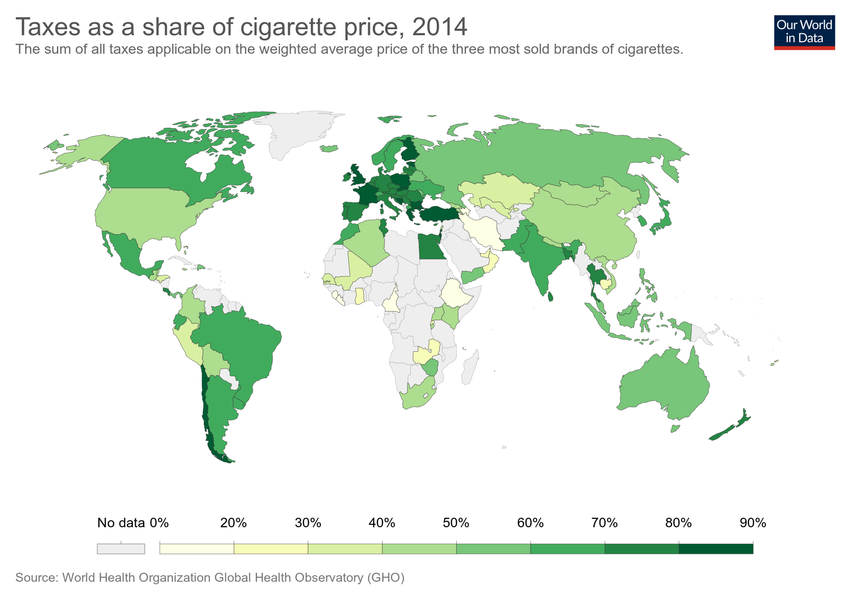 Taxes as a share of cigarette price, 2014
The sum of all taxes applicable on the weighted average price of the three most sold brands of cigarettes.
Our World
in Data
No data 0% 20% 30% 40% 50% 60% 70% 80% 90%
Source: World Health Organization Global Health Observatory (GHO)